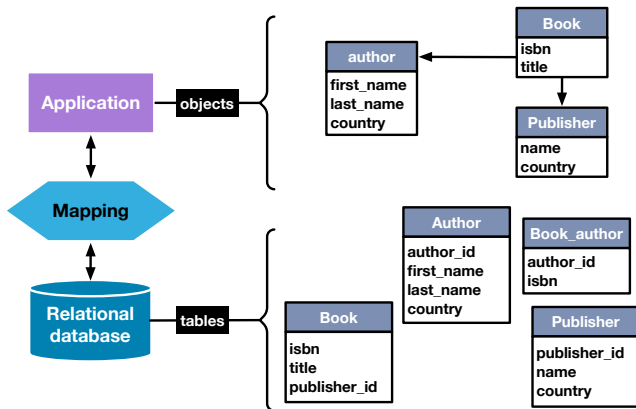 Application
objects
author
first_name
last_name
country
Book
isbn
title
Publisher
name
country
Mapping
Relational
database
tables
Book
isbn
title
publisher_id
Author
author_id
first_name
last_name
country
Book_author
author_id
isbn
Publisher
publisher_id
name
country